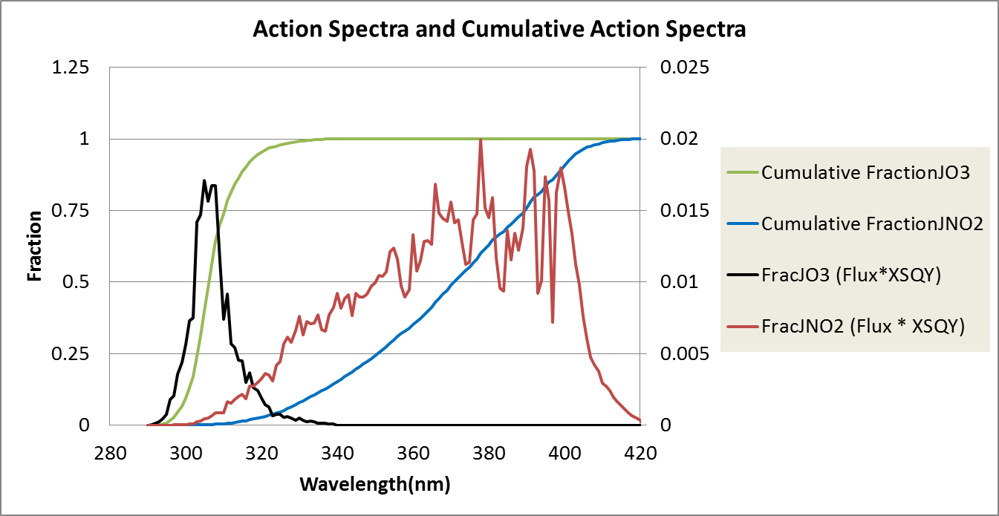 Action Spectra and Cumulative Action Spectra
1.25
1
0.75
0.5
0.25
0
Fraction
0.025
0.02
0.015
0.01
0.005
0
280 300 320 340 360 380 400 420
Wavelength(nm)
Cumulative FractionJO3
Cumulative FractionJNO2
FracJO3 (Flux*XSQY)
FracJNO2 (Flux * XSQY)